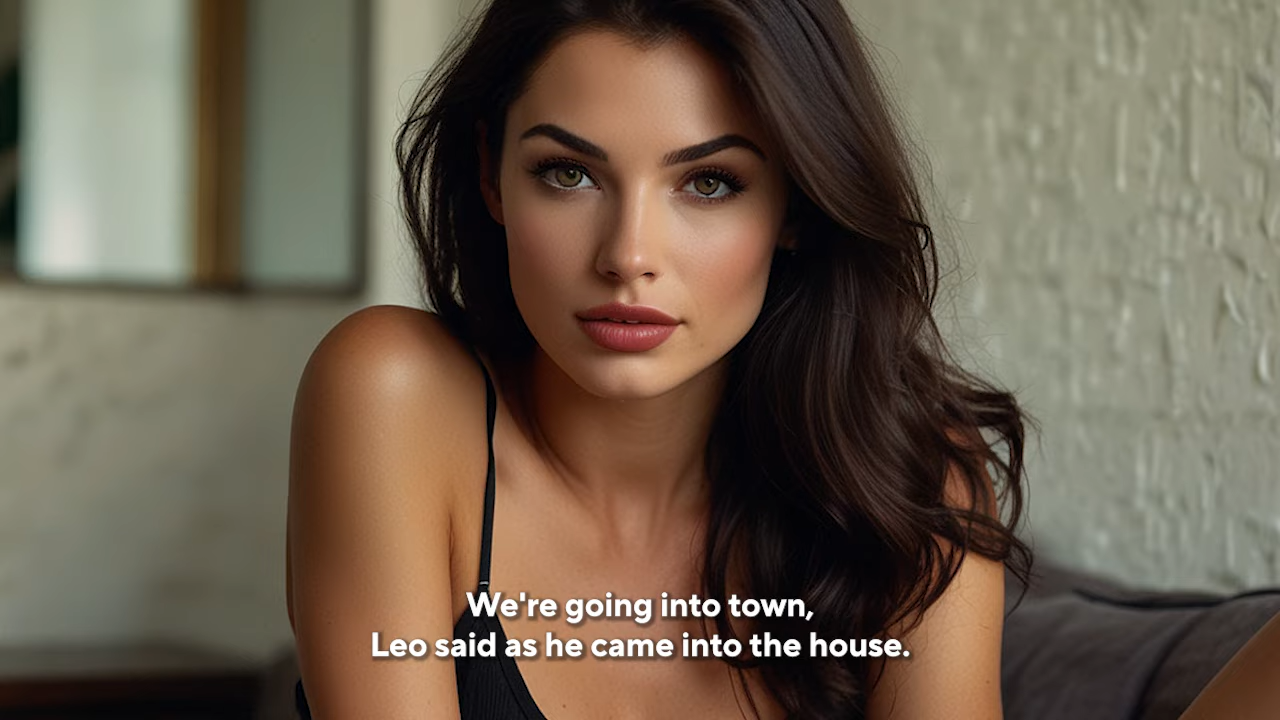 We're going into town,
Leo said as he came into the house.